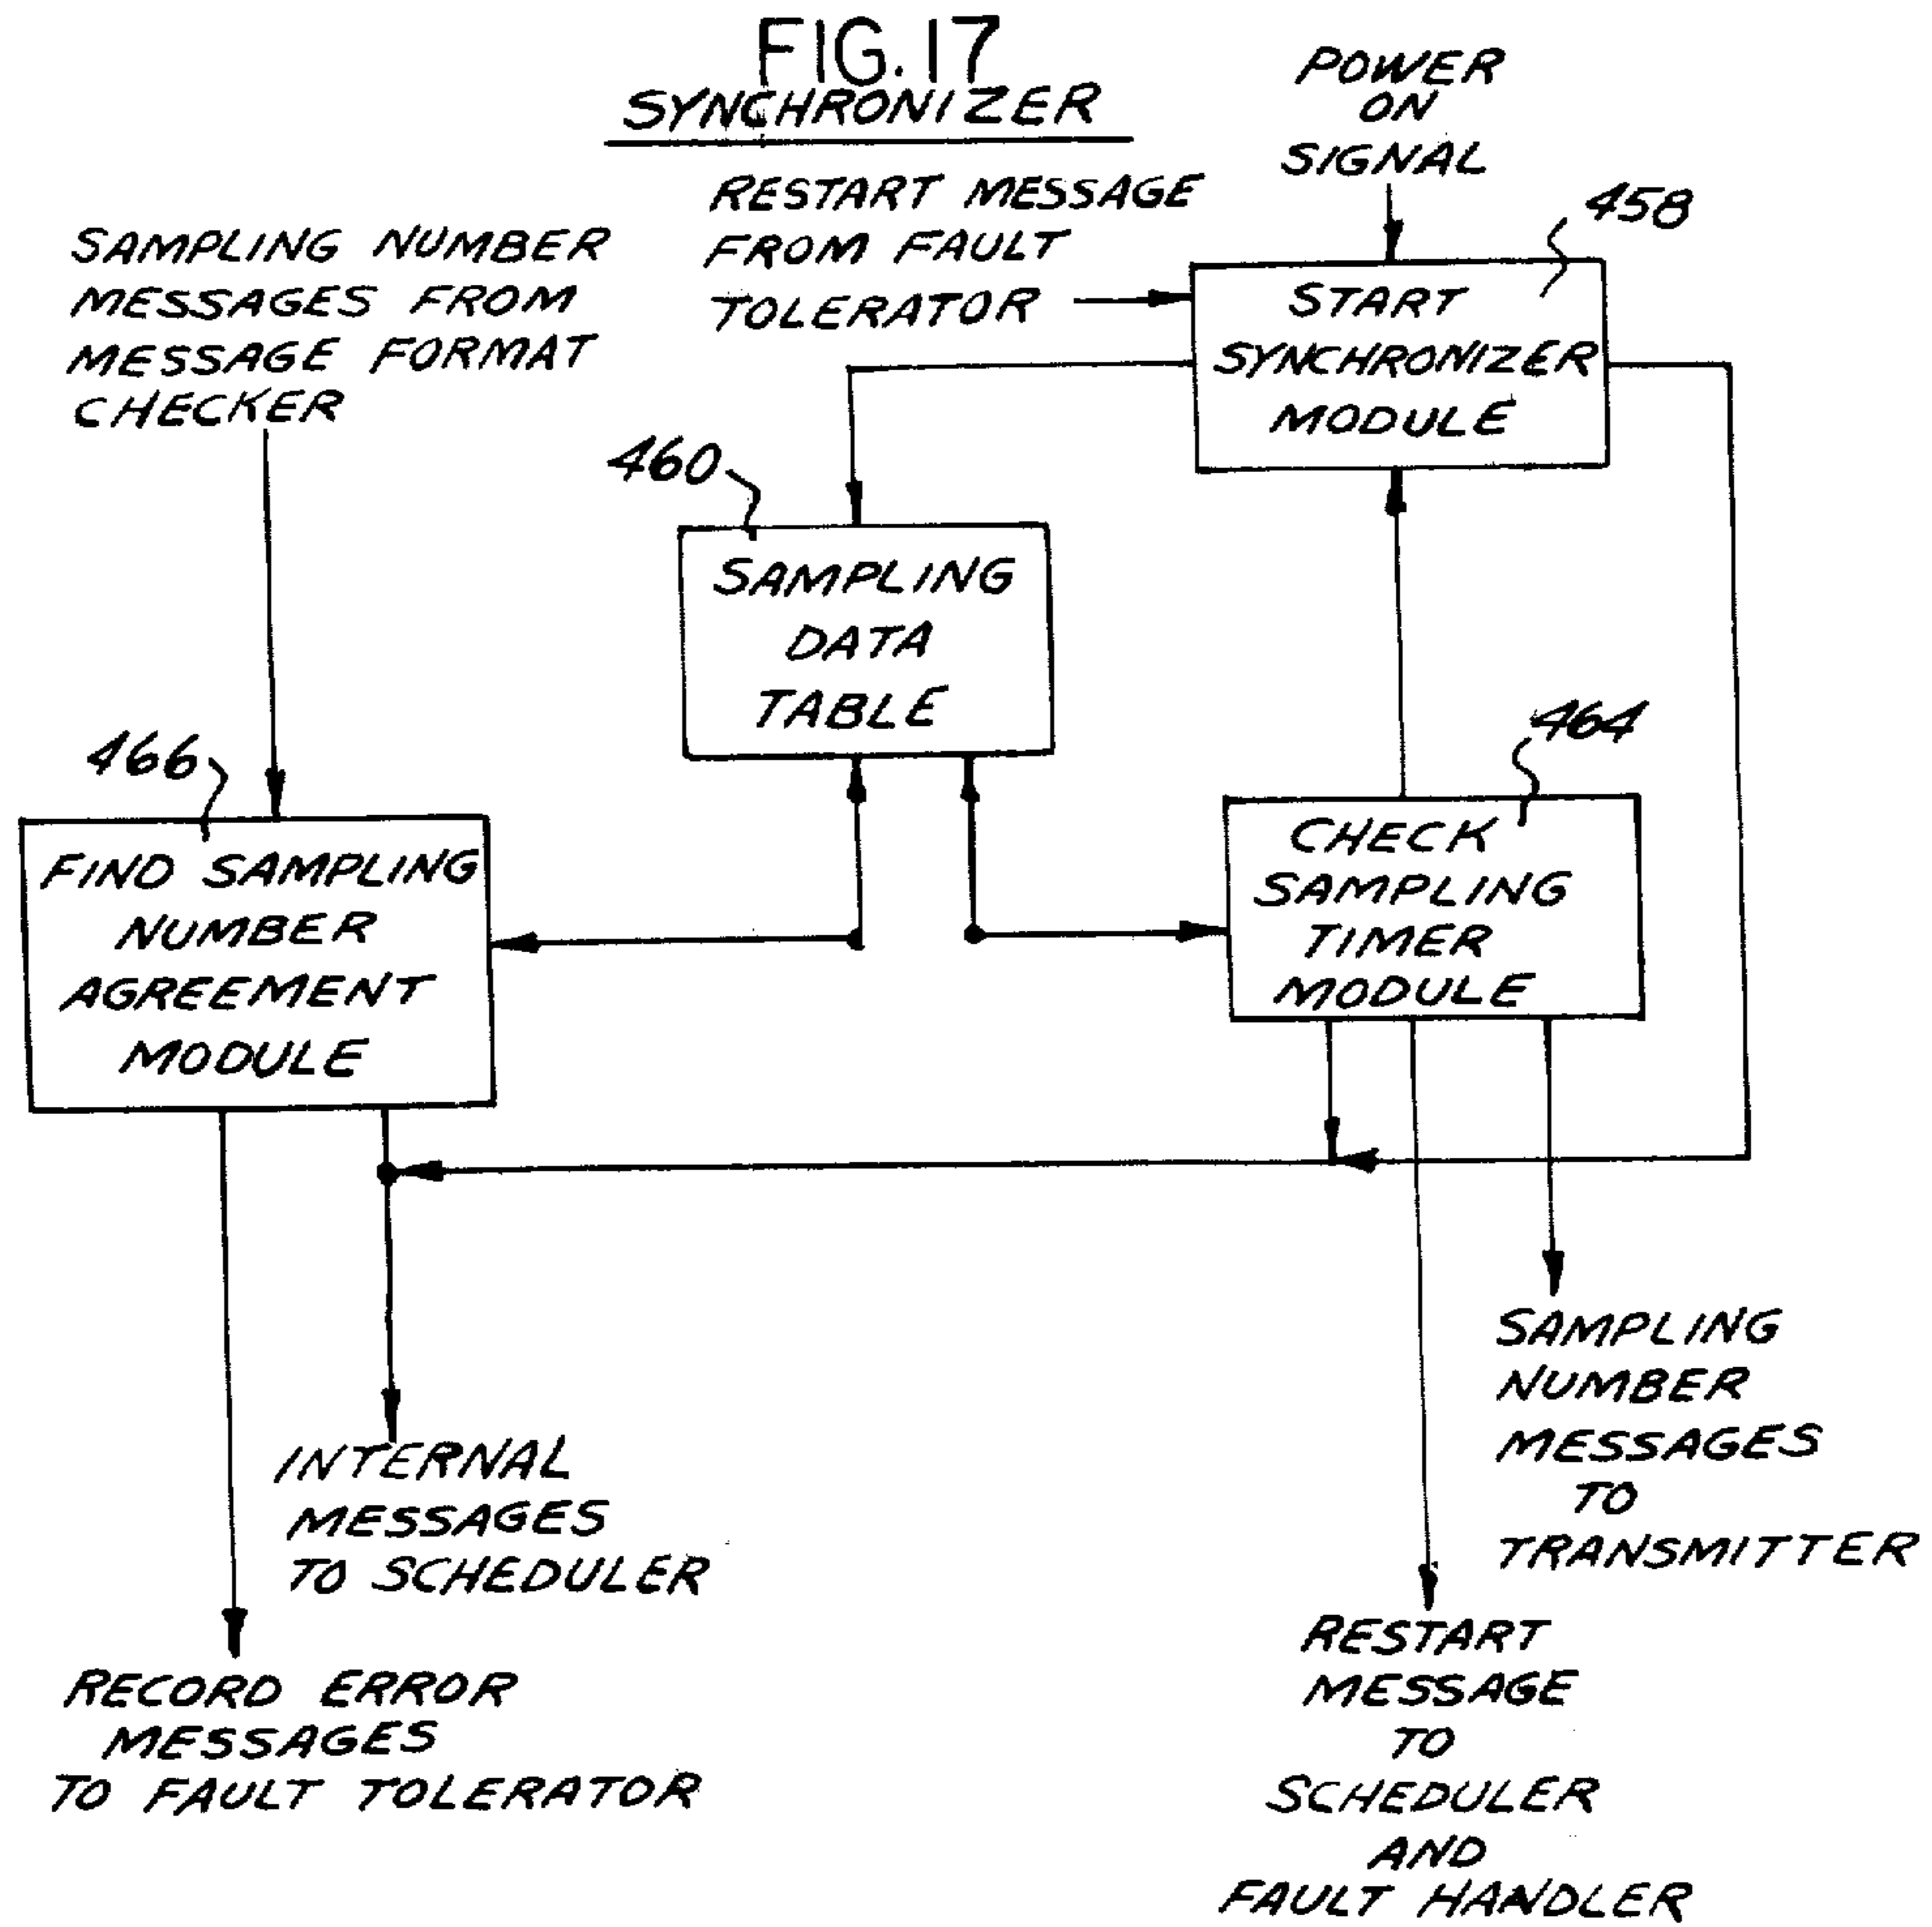 FIG. 17
SYNCHRONIZER
POWER
ON
SIGNAL
RESTART MESSAGE
FROM FAULT
TOLERATOR
458
SAMPLING NUMBER
MESSAGES FROM
MESSAGE FORMAT
CHECKER
START
SYNCHRONIZER
MODULE
460
SAMPLING
DATA
TABLE
466
FIND SAMPLING
NUMBER
AGREEMENT
MODULE
464
CHECK
SAMPLING
TIMER
MODULE
SAMPLING
NUMBER
MESSAGES
TO
TRANSMITTER
INTERNAL
MESSAGES
TO SCHEDULER
RECORD ERROR
MESSAGES
TO FAULT TOLERATOR
RESTART
MESSAGE
TO
SCHEDULER
AND
FAULT HANDLER